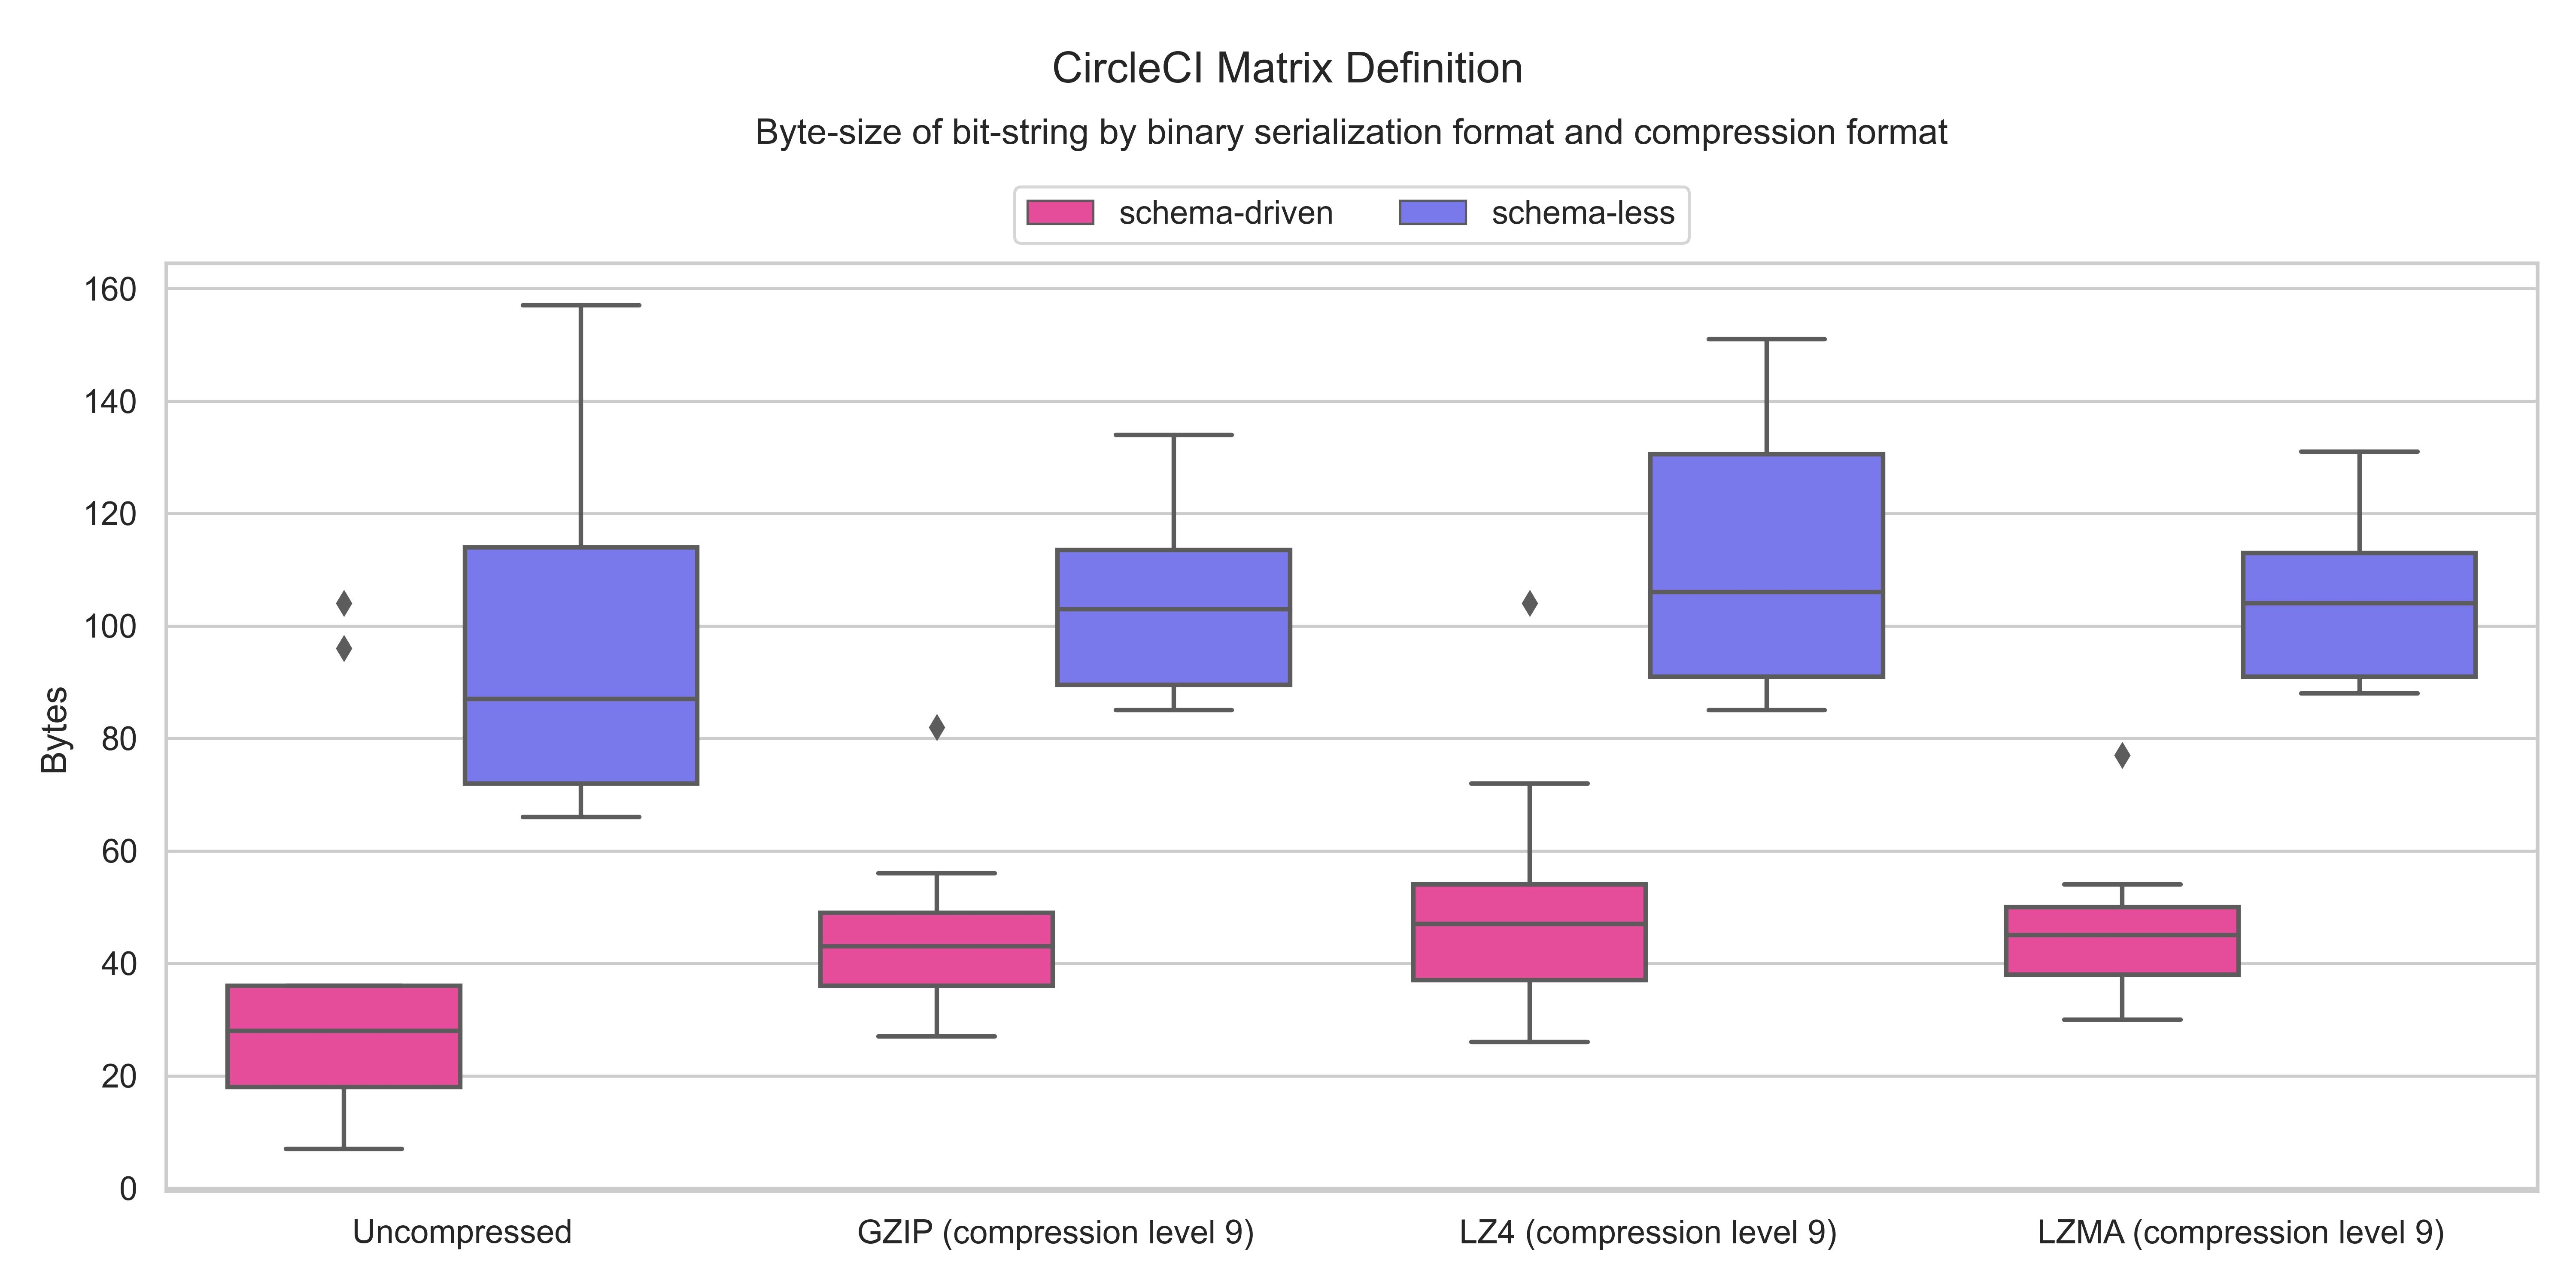 CircleCI Matrix Definition
Byte-size of bit-string by binary serialization format and compression format
schema-driven schema-less
160
140
120
100
80
60
40
20
0
Bytes
Uncompressed GZIP (compression level 9) LZ4 (compression level 9) LZMA (compression level 9)